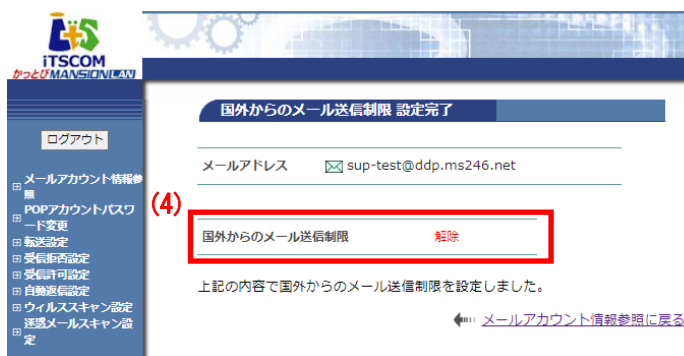 iTSCOM
かっとびMANSIONLAN
ログアウト
メールアカウント情報参
照
POPアカウントパスワ
ード変更
転送設定
受信拒否設定
受信許可設定
自動返信設定
ウィルススキャン設定
迷惑メールスキャン設
定
国外からのメール送信制限 設定完了
メールアドレス sup-test@ddp.ms246.net
(4)
国外からのメール送信制限 解除
上記の内容で国外からのメール送信制限を設定しました。
メールアカウント情報参照に戻る